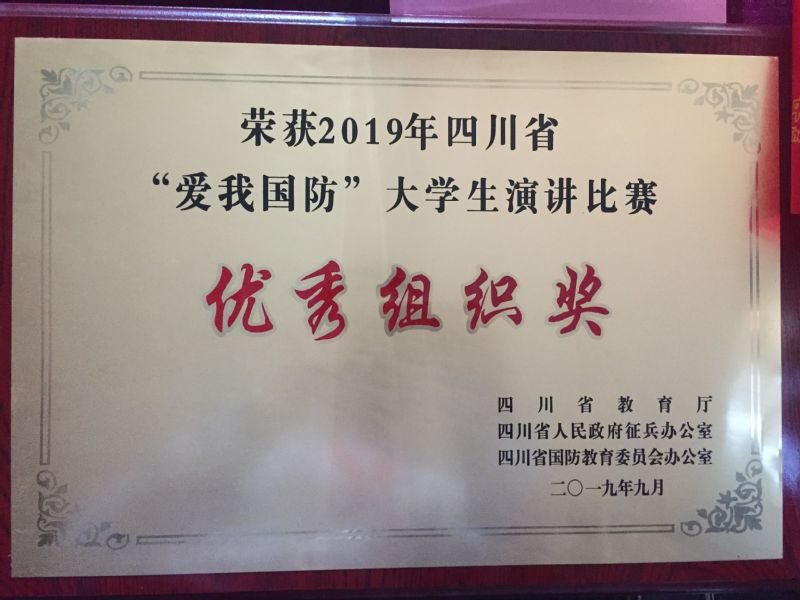 荣获2019年四川省
“爱我国防”大学生演讲比赛
优秀组织奖
四川省教育厅
四川省人民政府征兵办公室
四川省国防教育委员会办公室
二〇一九年九月